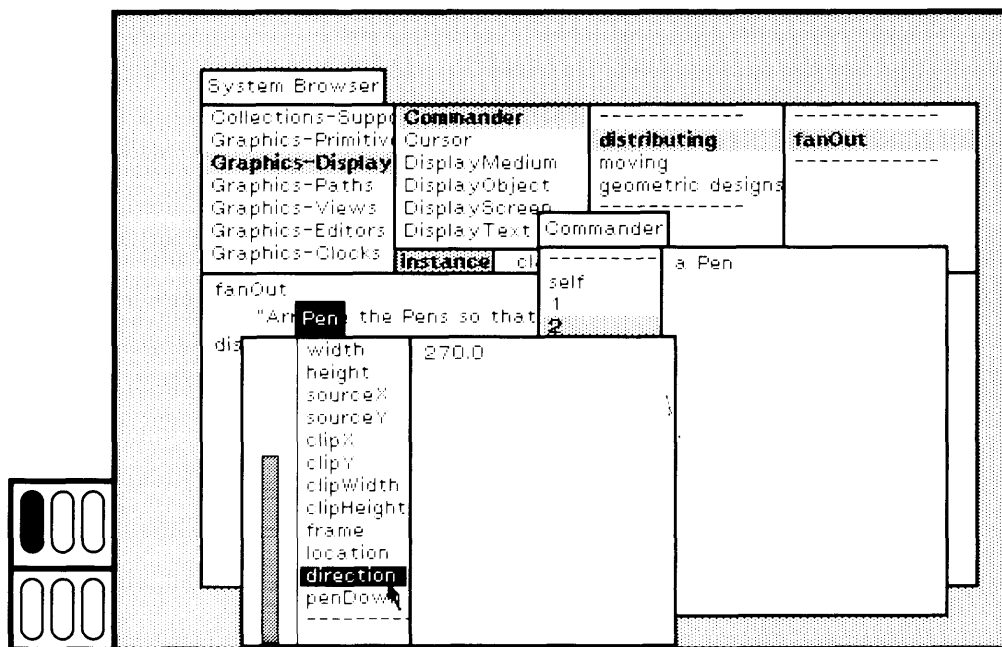 System Browser
Collections-Suppo
Graphics-Primitive
Graphics-Display
Graphics-Paths
Graphics-Views
Graphics-Editors
Graphics-Clocks
Commander
Cursor
DisplayMedium
DisplayObject
DisplayScreen
DisplayText
instance
distributing
moving
geometric designs
fanOut
fanOut
the Pens so that
Commander
self
1
2
a Pen
Pen
width
height
sourceX
sourceY
clipX
clipY
clipWidth
clipHeight
frame
location
direction
penDown
270.0